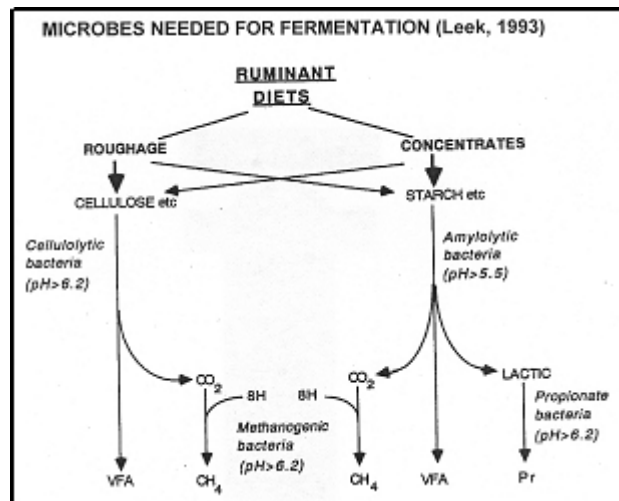 MICROBES NEEDED FOR FERMENTATION (Leek, 1993)
RUMINANT
DIETS
ROUGHAGE
CONCENTRATES
CELLULOSE etc
STARCH etc
Cellulolytic
bacteria
(pH>6.2)
Amylolytic
bacteria
(pH>5.5)
CO2
8H
8H
CO2
LACTIC
Methanogenic
bacteria
(pH>6.2)
Propionate
bacteria
(pH>6.2)
VFA
CH4
CH4
VFA
Pr